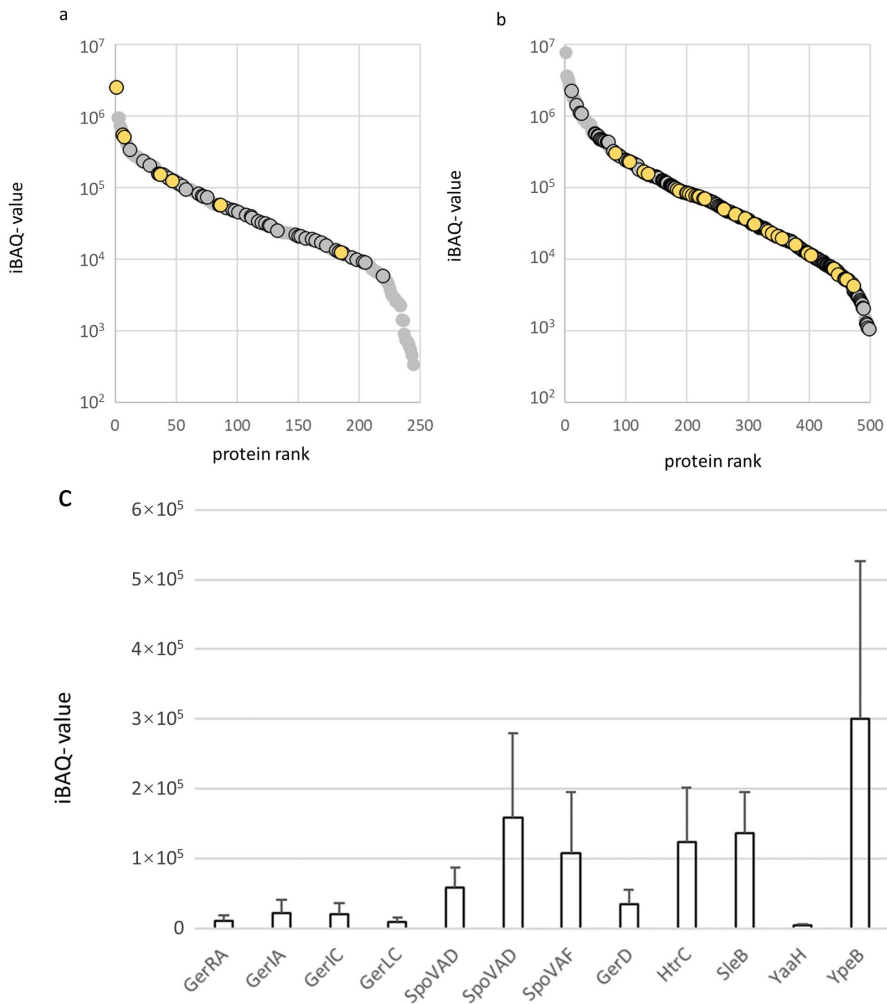 a
10⁷
10⁶
10⁵
10⁴
10³
10²
iBAQ- value
0 50 100 150 200 250
protein rank
b
10⁷
10⁶
10⁵
10⁴
10³
10²
iBAQ- value
0 100 200 300 400 500
protein rank
c
6×10⁵
5×10⁵
4×10⁵
3×10⁵
2×10⁵
1×10⁵
0
iBAQ- value
GerRA GerIA GerIC GerLC SpoVAD SpoVAD SpoVAF GerD HtrC SleB YaaH YpeB